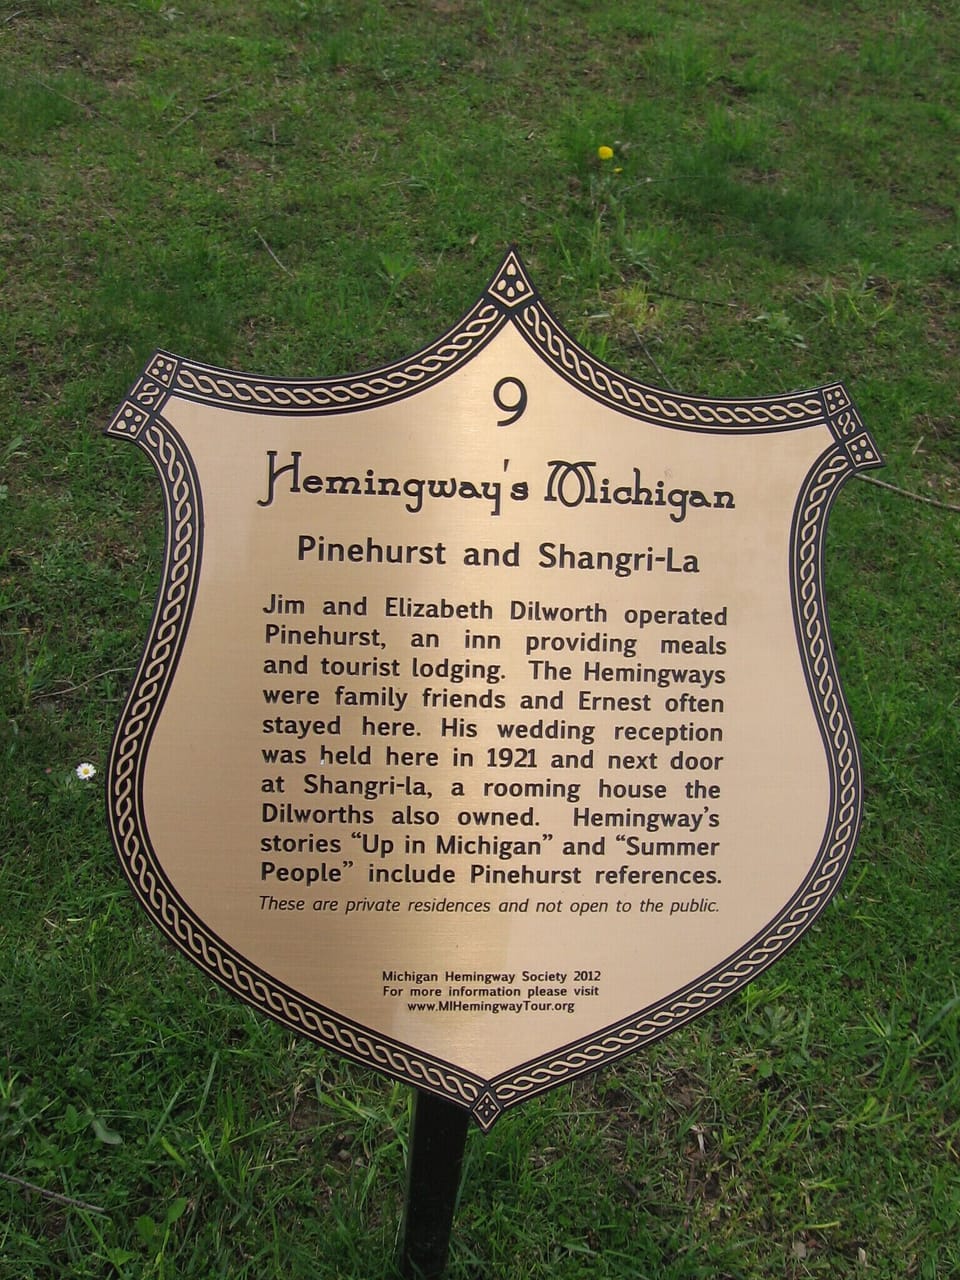 9
Hemingway's Michigan
Pinehurst and Shangri-La
Jim and Elizabeth Dilworth operated
Pinehurst, an inn providing meals
and tourist lodging. The Hemingways
were family friends and Ernest often
stayed here. His wedding reception
was held here in 1921 and next door
at Shangri-la, a rooming house the
Dilworths also owned. Hemingway's
stories “Up in Michigan” and “Summer
People” include Pinehurst references.
These are private residences and not open to the public.
Michigan Hemingway Society 2012
For more information please visit
www.MIHemingwayTour.org